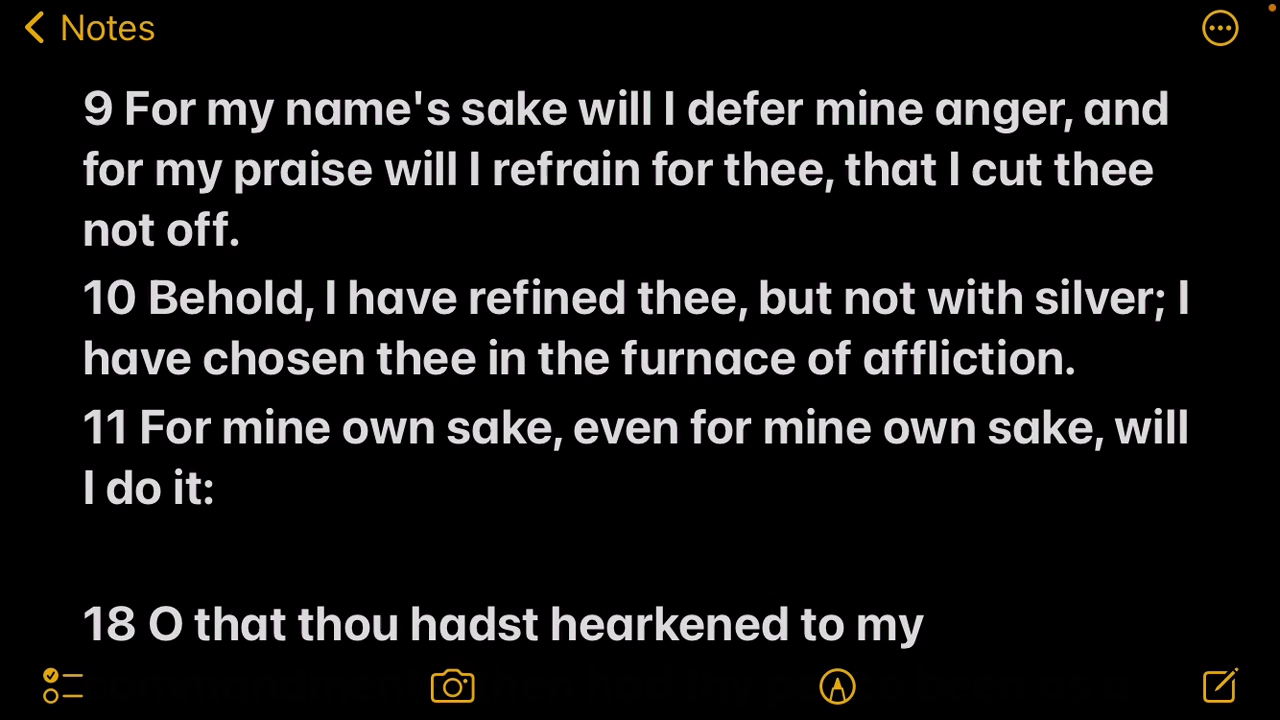 Notes
9 For my name's sake will I defer mine anger, and
for my praise will I refrain for thee, that I cut thee
not off.
10 Behold, I have refined thee, but not with silver; I
have chosen thee in the furnace of affliction.
11 For mine own sake, even for mine own sake, will
I do it:
18 O that thou hadst hearkened to my